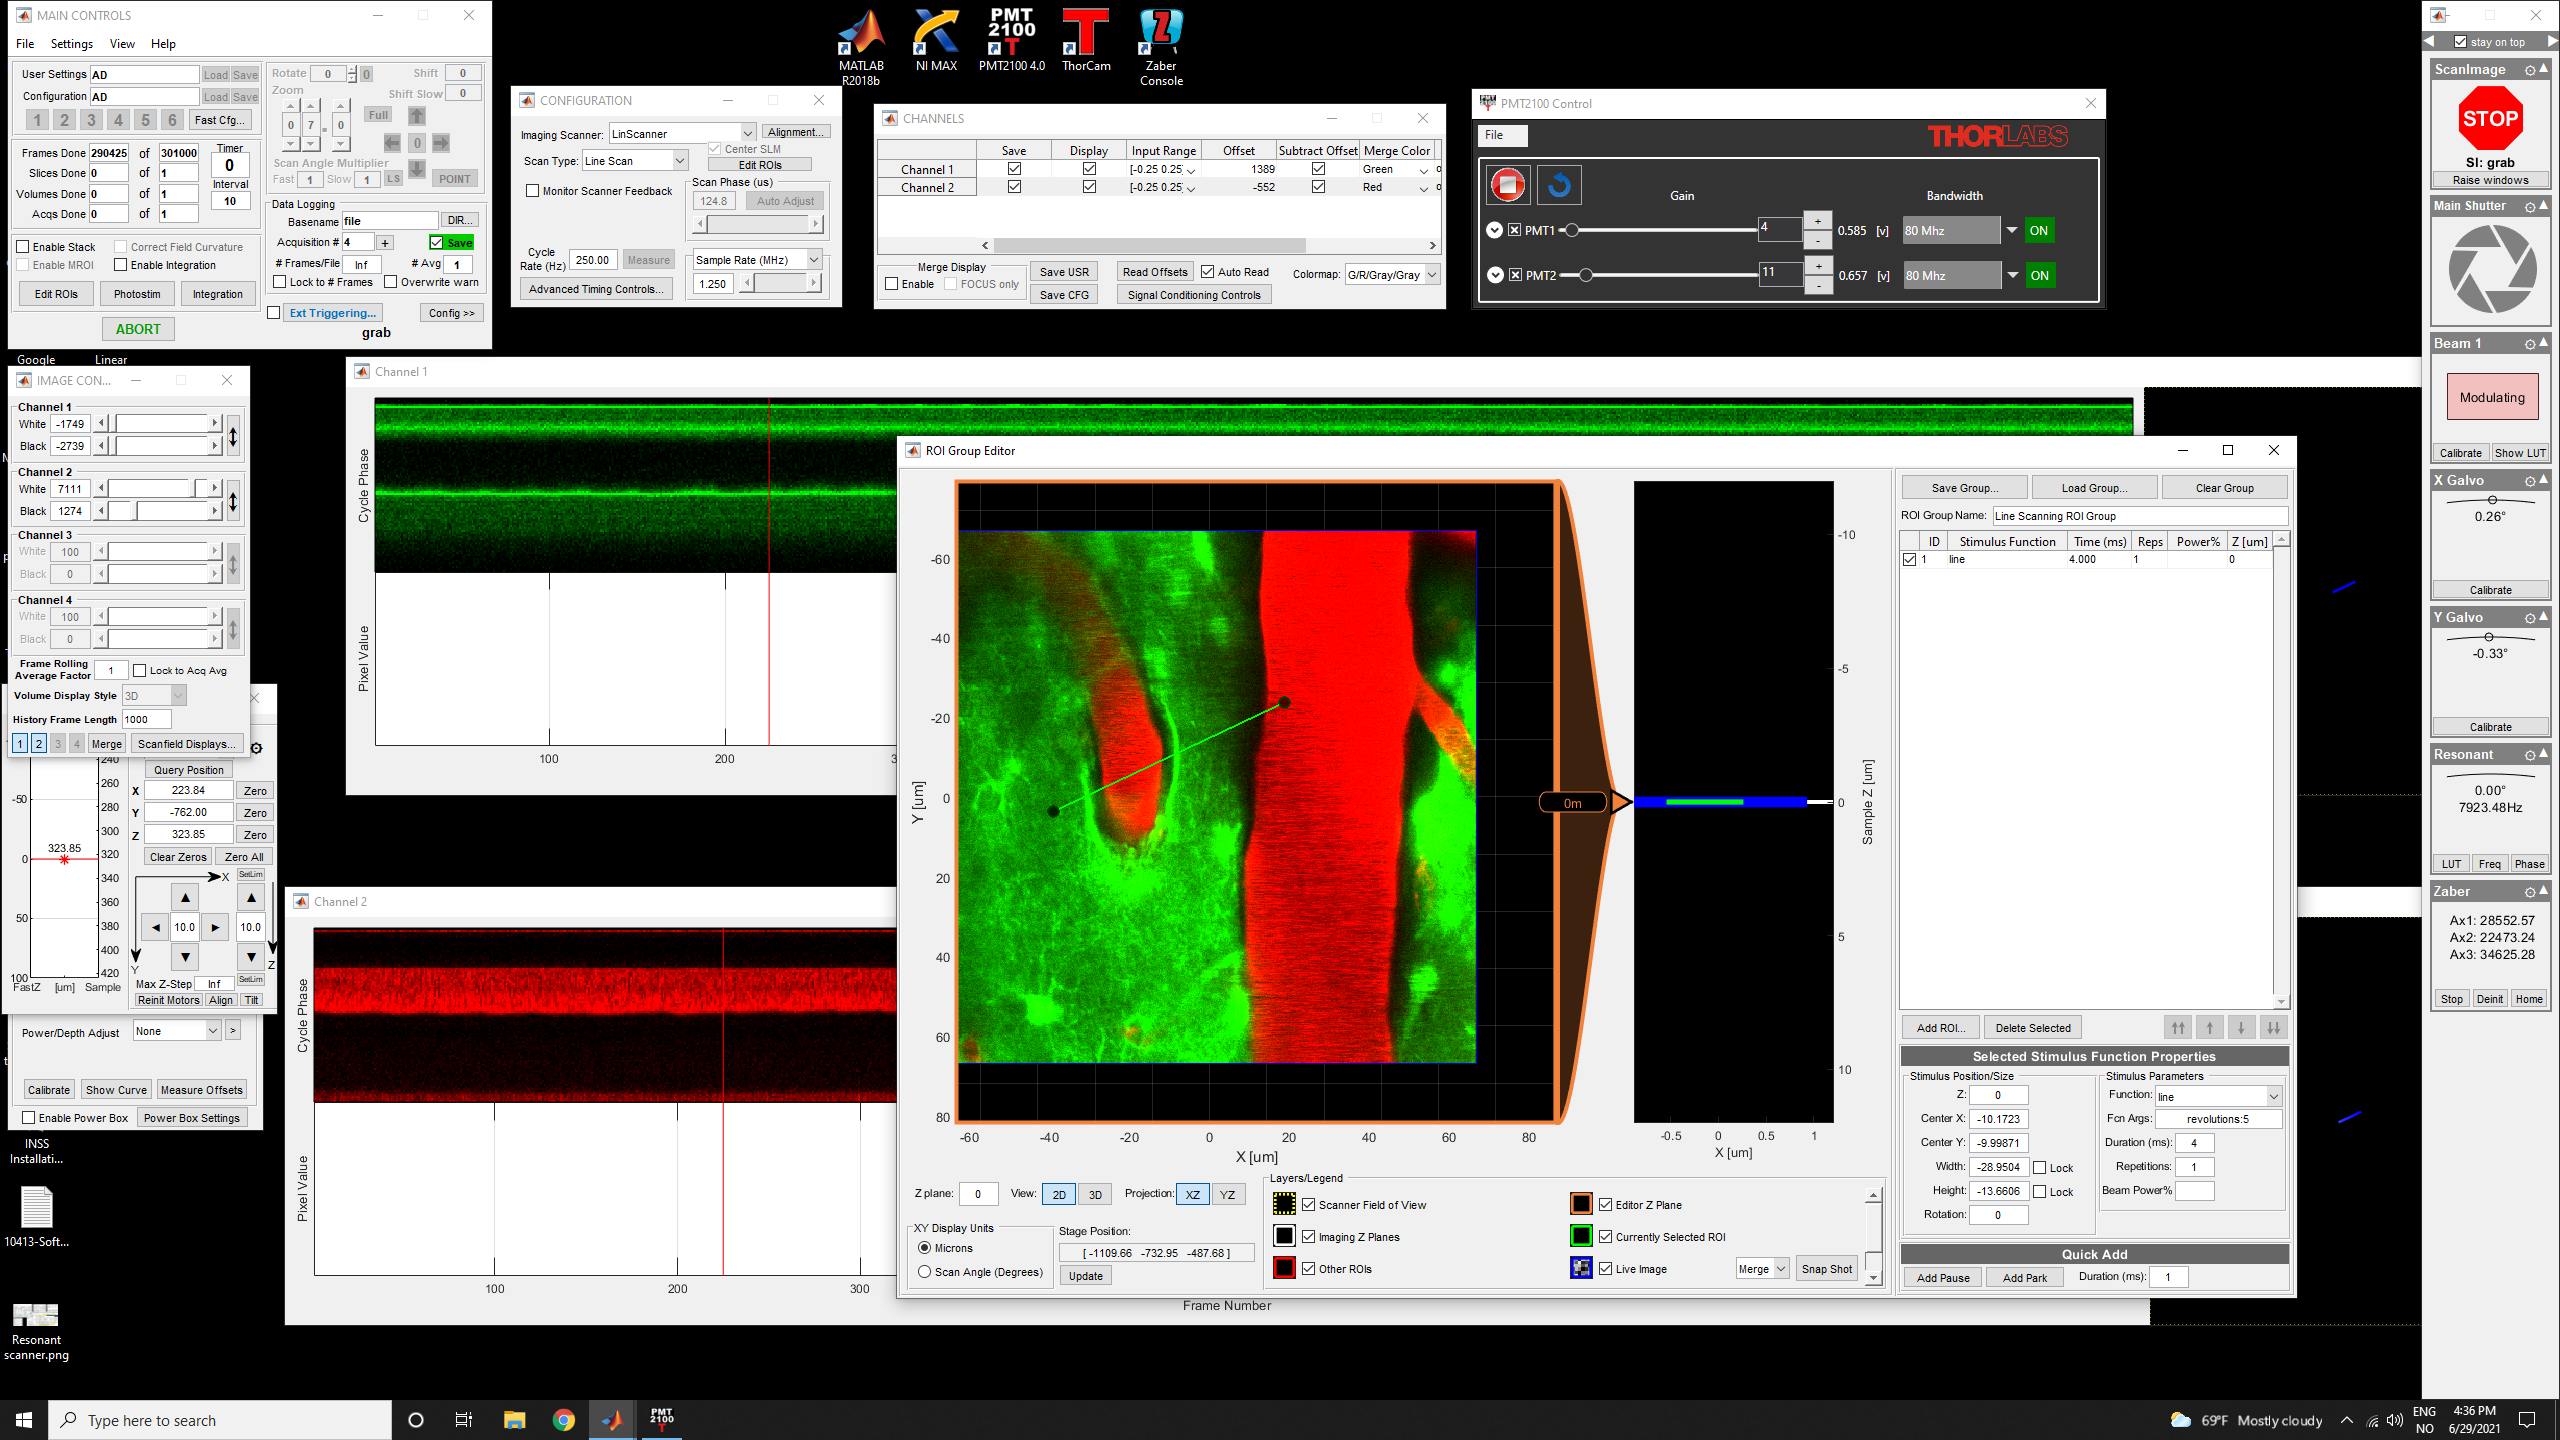 MAIN CONTROLS
File Settings View Help
User Settings AD Load Save
Configuration AD Load Save
1 2 3 4 5 6 Fast Cfg...
Frames Done 290425 of 301000
Slices Done 0 of 1
Volumes Done 0 of 1
Acqs Done 0 of 1
Timer
0
Interval
10
Enable Stack Correct Field Curvature
Enable MROI Enable Integration
Edit ROIs Photostim Integration
ABORT
Rotate 0 0 Shift 0
Zoom Shift Slow 0
Full
0 7 . 0
0
Scan Angle Multiplier
Fast 1 Slow 1 LS POINT
Data Logging
Basename file DIR...
Acquisition # 4 + Save
# Frames/File Inf # Avg 1
Lock to # Frames Overwrite warn
Ext Triggering... Config >>
grab
Google Linear
MATLAB R2018b
NI MAX
PMT 2100
PMT2100 4.0
ThorCam
Zaber Console
CONFIGURATION
Imaging Scanner: LinScanner Alignment...
Center SLM
Scan Type: Line Scan Edit ROIs
Monitor Scanner Feedback
Scan Phase (us)
124.8 Auto Adjust
Cycle Rate (Hz) 250.00 Measure
Sample Rate (MHz)
1.250
Advanced Timing Controls...
CHANNELS
Save Display Input Range Offset Subtract Offset Merge Color
Channel 1 [-0.25 0.25] 1389 Green
Channel 2 [-0.25 0.25] -552 Red
Merge Display
Enable FOCUS only
Save USR
Save CFG
Read Offsets Auto Read
Signal Conditioning Controls
Colormap: G/R/Gray/Gray
PMT2100 Control
File
THORLABS
Gain Bandwidth
PMT1 4 + - 0.585 [v] 80 Mhz ON
PMT2 11 + - 0.657 [v] 80 Mhz ON
stay on top
ScanImage
STOP
SI: grab
Raise windows
Main Shutter
Beam 1
Modulating
Calibrate Show LUT
X Galvo
0.26°
Calibrate
Y Galvo
-0.33°
Calibrate
Resonant
0.00°
7923.48Hz
LUT Freq Phase
Zaber
Ax1: 28552.57
Ax2: 22473.24
Ax3: 34625.28
Stop Deinit Home
IMAGE CON...
Channel 1
White -1749
Black -2739
Channel 2
White 7111
Black 1274
Channel 3
White 100
Black 0
Channel 4
White 100
Black 0
Frame Rolling Average Factor 1 Lock to Acq Avg
Volume Display Style 3D
History Frame Length 1000
1 2 3 4 Merge Scanfield Displays...
Query Position
X 223.84 Zero
Y -762.00 Zero
Z 323.85 Zero
Clear Zeros Zero All
-50
0
50
100
323.85
240
260
280
300
320
340
360
380
400
420
FastZ [um] Sample
X
SetLim
10.0 10.0
Y Z
SetLim
Max Z-Step Inf
Reinit Motors Align Tilt
Power/Depth Adjust None >
Calibrate Show Curve Measure Offsets
Enable Power Box Power Box Settings
INSS Installati...
10413-Soft...
Resonant scanner.png
Channel 1
Cycle Phase
Pixel Value
100 200
Channel 2
Cycle Phase
Pixel Value
100 200 300
Frame Number
ROI Group Editor
Y [um]
-60
-40
-20
0
20
40
60
80
-60 -40 -20 0 20 40 60 80
X [um]
0m
-10
-5
0
5
10
Sample Z [um]
-0.5 0 0.5 1
X [um]
Z plane: 0 View: 2D 3D Projection: XZ YZ
XY Display Units
Microns
Scan Angle (Degrees)
Stage Position:
[ -1109.66 -732.95 -487.68 ]
Update
Layers/Legend
Scanner Field of View Editor Z Plane
Imaging Z Planes Currently Selected ROI
Other ROIs Live Image Merge Snap Shot
Save Group... Load Group... Clear Group
ROI Group Name: Line Scanning ROI Group
ID Stimulus Function Time (ms) Reps Power% Z [um]
1 line 4.000 1 0
Add ROI... Delete Selected
Selected Stimulus Function Properties
Stimulus Position/Size
Z: 0
Center X: -10.1723
Center Y: -9.99871
Width: -28.9504 Lock
Height: -13.6606 Lock
Rotation: 0
Stimulus Parameters
Function: line
Fcn Args: revolutions:5
Duration (ms): 4
Repetitions: 1
Beam Power%
Quick Add
Add Pause Add Park Duration (ms): 1
Type here to search
PMT 2100
69°F Mostly cloudy
ENG
NO
4:36 PM
6/29/2021